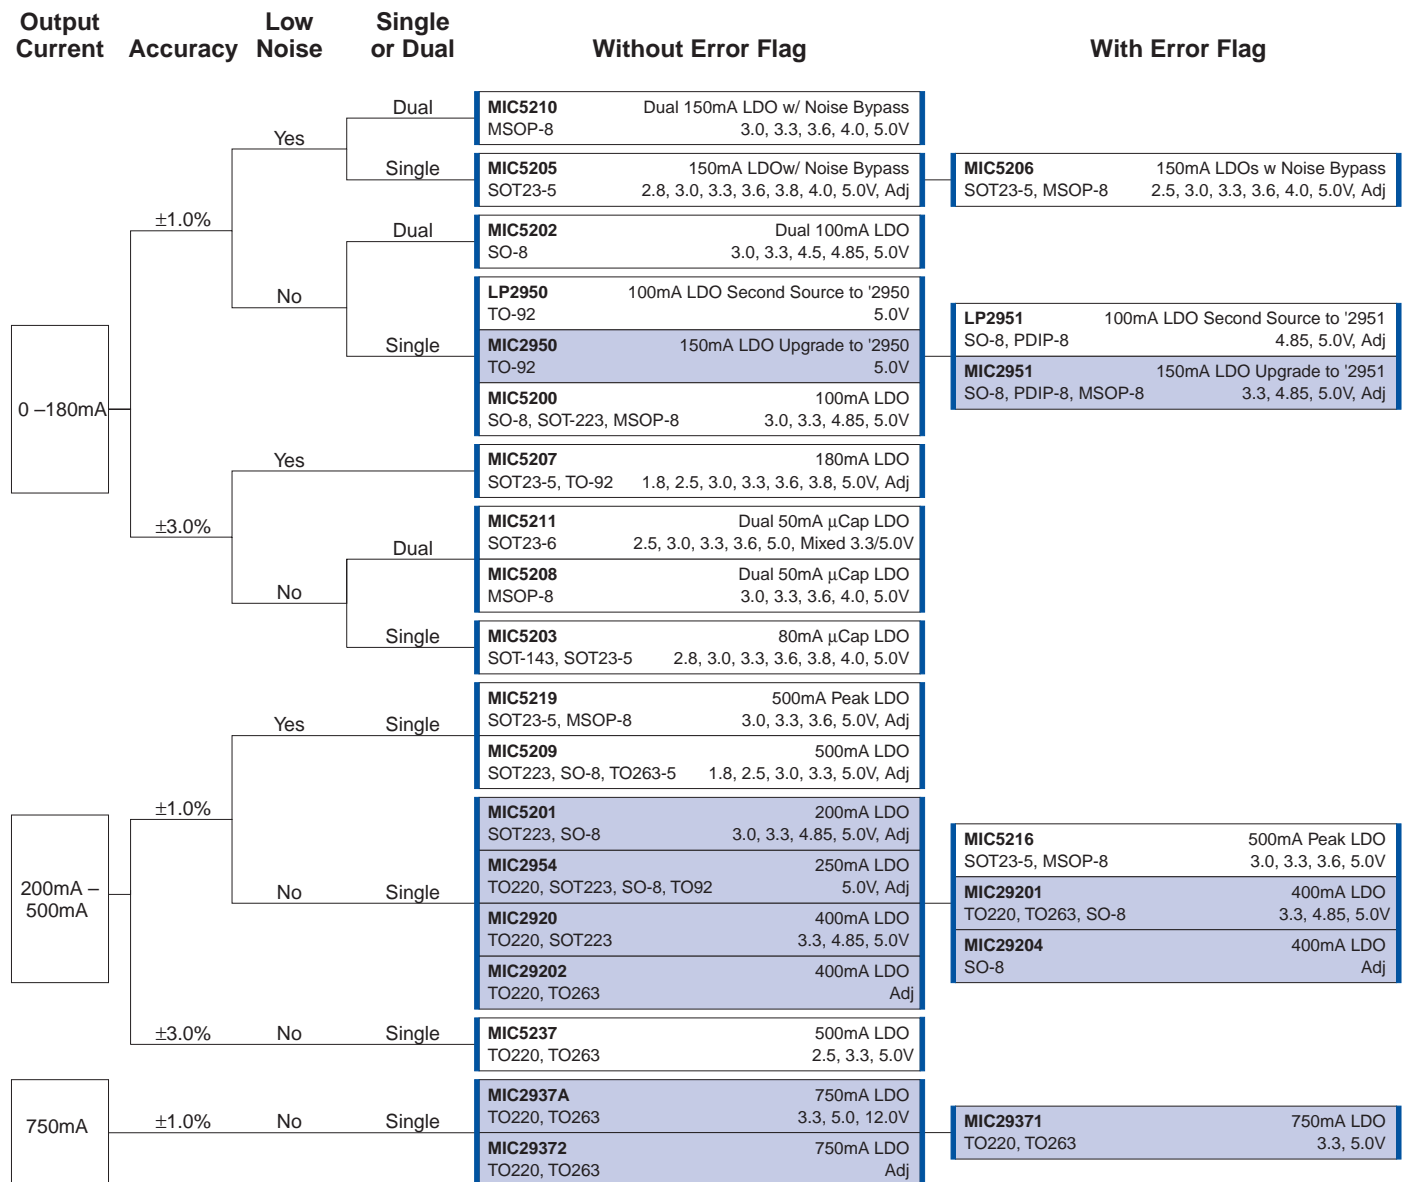 Output Current
Accuracy
Low Noise
Single or Dual
Without Error Flag
With Error Flag
0 –180mA
±1.0%
Yes
Dual
MIC5210 Dual 150mA LDO w/ Noise Bypass
MSOP-8 3.0, 3.3, 3.6, 4.0, 5.0V
Single
MIC5205 150mA LDOw/ Noise Bypass
SOT23-5 2.8, 3.0, 3.3, 3.6, 3.8, 4.0, 5.0V, Adj
MIC5206 150mA LDOs w Noise Bypass
SOT23-5, MSOP-8 2.5, 3.0, 3.3, 3.6, 4.0, 5.0V, Adj
No
Dual
MIC5202 Dual 100mA LDO
SO-8 3.0, 3.3, 4.5, 4.85, 5.0V
Single
LP2950 100mA LDO Second Source to '2950
TO-92 5.0V
MIC2950 150mA LDO Upgrade to '2950
TO-92 5.0V
MIC5200 100mA LDO
SO-8, SOT-223, MSOP-8 3.0, 3.3, 4.85, 5.0V
LP2951 100mA LDO Second Source to '2951
SO-8, PDIP-8 4.85, 5.0V, Adj
MIC2951 150mA LDO Upgrade to '2951
SO-8, PDIP-8, MSOP-8 3.3, 4.85, 5.0V, Adj
±3.0%
Yes
MIC5207 180mA LDO
SOT23-5, TO-92 1.8, 2.5, 3.0, 3.3, 3.6, 3.8, 5.0V, Adj
No
Dual
MIC5211 Dual 50mA µCap LDO
SOT23-6 2.5, 3.0, 3.3, 3.6, 5.0, Mixed 3.3/5.0V
MIC5208 Dual 50mA µCap LDO
MSOP-8 3.0, 3.3, 3.6, 4.0, 5.0V
Single
MIC5203 80mA µCap LDO
SOT-143, SOT23-5 2.8, 3.0, 3.3, 3.6, 3.8, 4.0, 5.0V
200mA –
500mA
±1.0%
Yes
Single
MIC5219 500mA Peak LDO
SOT23-5, MSOP-8 3.0, 3.3, 3.6, 5.0V, Adj
MIC5209 500mA LDO
SOT223, SO-8, TO263-5 1.8, 2.5, 3.0, 3.3, 5.0V, Adj
No
Single
MIC5201 200mA LDO
SOT223, SO-8 3.0, 3.3, 4.85, 5.0V, Adj
MIC2954 250mA LDO
TO220, SOT223, SO-8, TO92 5.0V, Adj
MIC2920 400mA LDO
TO220, SOT223 3.3, 4.85, 5.0V
MIC29202 400mA LDO
TO220, TO263 Adj
MIC5216 500mA Peak LDO
SOT23-5, MSOP-8 3.0, 3.3, 3.6, 5.0V
MIC29201 400mA LDO
TO220, TO263, SO-8 3.3, 4.85, 5.0V
MIC29204 400mA LDO
SO-8 Adj
±3.0%
No
Single
MIC5237 500mA LDO
TO220, TO263 2.5, 3.3, 5.0V
750mA
±1.0%
No
Single
MIC2937A 750mA LDO
TO220, TO263 3.3, 5.0, 12.0V
MIC29372 750mA LDO
TO220, TO263 Adj
MIC29371 750mA LDO
TO220, TO263 3.3, 5.0V